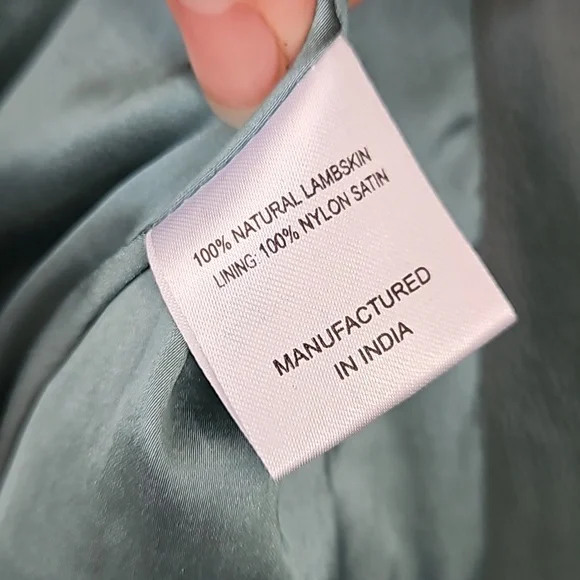 100% NATURAL LAMBSKIN
LINING 100% NYLON SATIN
MANUFACTURED
IN INDIA